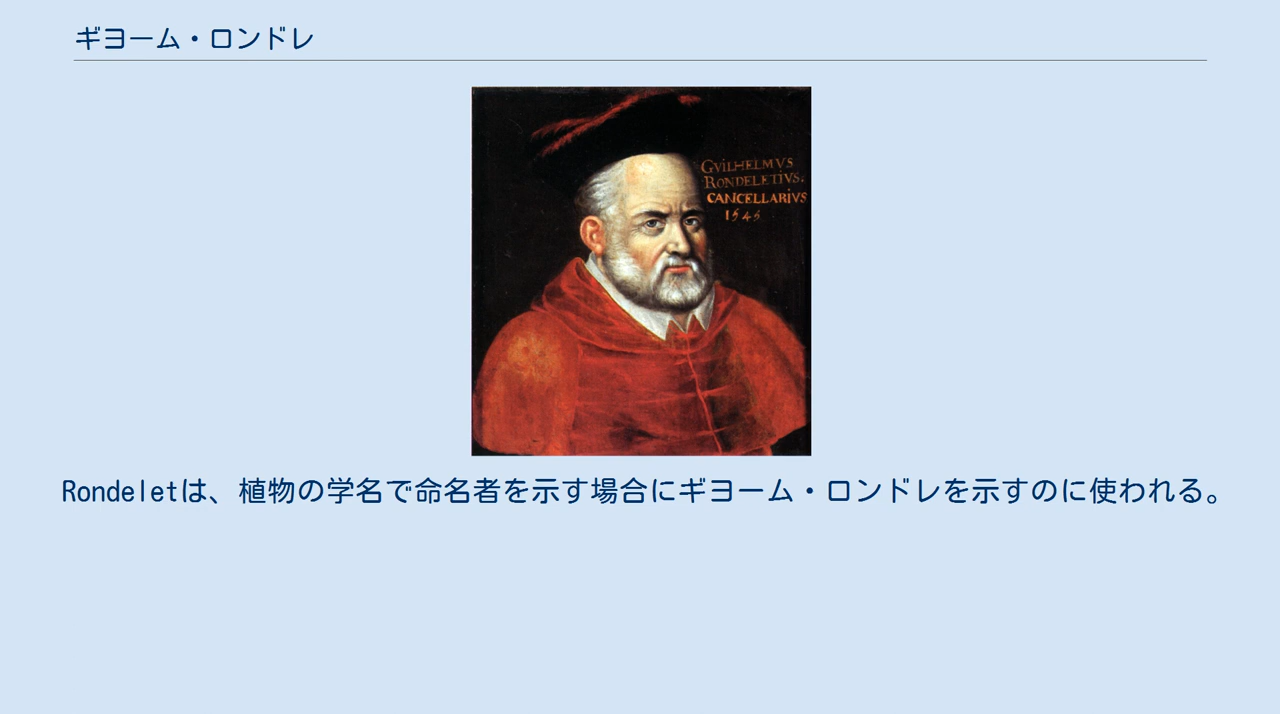 ギヨーム・ロンドレ
GVILHELMVS
RONDELETIVS.
CANCELLARIVS
1545
Rondeletは、植物の学名で命名者を示す場合にギヨーム・ロンドレを示すのに使われる。